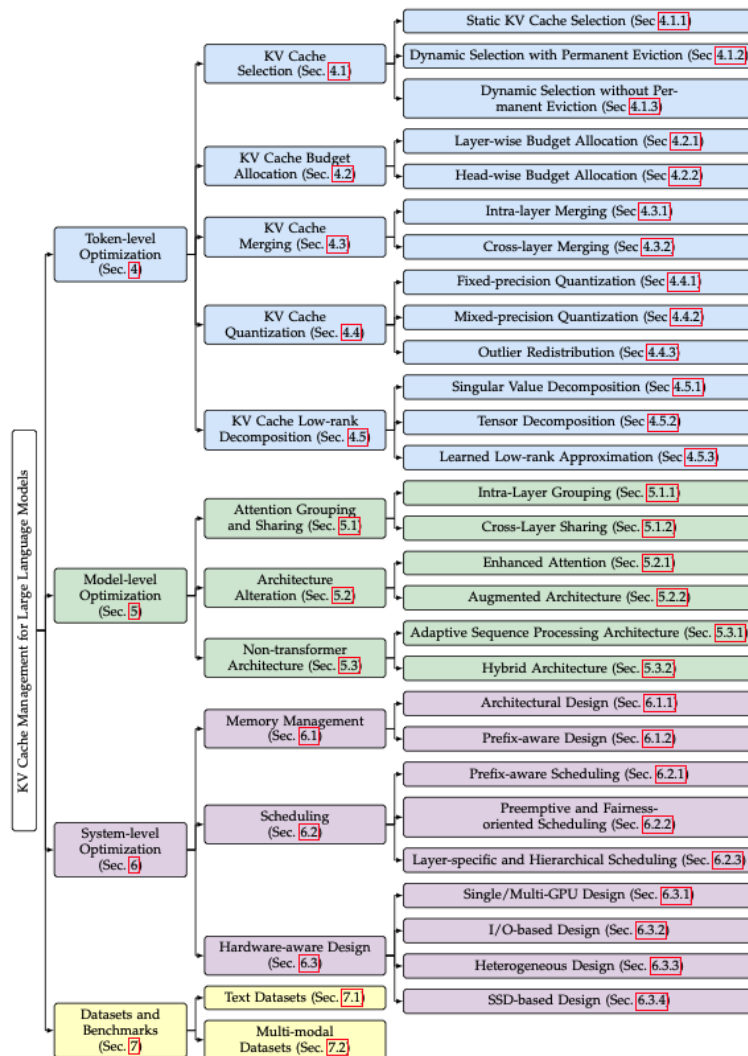 KV Cache Management for Large Language Models
Token-level
Optimization
(Sec. 4)
KV Cache
Selection (Sec. 4.1)
Static KV Cache Selection (Sec 4.1.1)
Dynamic Selection with Permanent Eviction (Sec 4.1.2)
Dynamic Selection without Per-
manent Eviction (Sec 4.1.3)
KV Cache Budget
Allocation (Sec. 4.2)
Layer-wise Budget Allocation (Sec 4.2.1)
Head-wise Budget Allocation (Sec 4.2.2)
KV Cache
Merging (Sec. 4.3)
Intra-layer Merging (Sec 4.3.1)
Cross-layer Merging (Sec 4.3.2)
KV Cache
Quantization (Sec. 4.4)
Fixed-precision Quantization (Sec 4.4.1)
Mixed-precision Quantization (Sec 4.4.2)
Outlier Redistribution (Sec 4.4.3)
KV Cache Low-rank
Decomposition (Sec. 4.5)
Singular Value Decomposition (Sec 4.5.1)
Tensor Decomposition (Sec 4.5.2)
Learned Low-rank Approximation (Sec 4.5.3)
Model-level
Optimization
(Sec. 5)
Attention Grouping
and Sharing (Sec. 5.1)
Intra-Layer Grouping (Sec. 5.1.1)
Cross-Layer Sharing (Sec. 5.1.2)
Architecture
Alteration (Sec. 5.2)
Enhanced Attention (Sec. 5.2.1)
Augmented Architecture (Sec. 5.2.2)
Non-transformer
Architecture (Sec. 5.3)
Adaptive Sequence Processing Architecture (Sec. 5.3.1)
Hybrid Architecture (Sec. 5.3.2)
System-level
Optimization
(Sec. 6)
Memory Management
(Sec. 6.1)
Architectural Design (Sec. 6.1.1)
Prefix-aware Design (Sec. 6.1.2)
Scheduling
(Sec. 6.2)
Prefix-aware Scheduling (Sec. 6.2.1)
Preemptive and Fairness-
oriented Scheduling (Sec. 6.2.2)
Layer-specific and Hierarchical Scheduling (Sec. 6.2.3)
Hardware-aware Design
(Sec. 6.3)
Single/Multi-GPU Design (Sec. 6.3.1)
I/O-based Design (Sec. 6.3.2)
Heterogeneous Design (Sec. 6.3.3)
SSD-based Design (Sec. 6.3.4)
Datasets and
Benchmarks
(Sec. 7)
Text Datasets (Sec. 7.1)
Multi-modal
Datasets (Sec. 7.2)